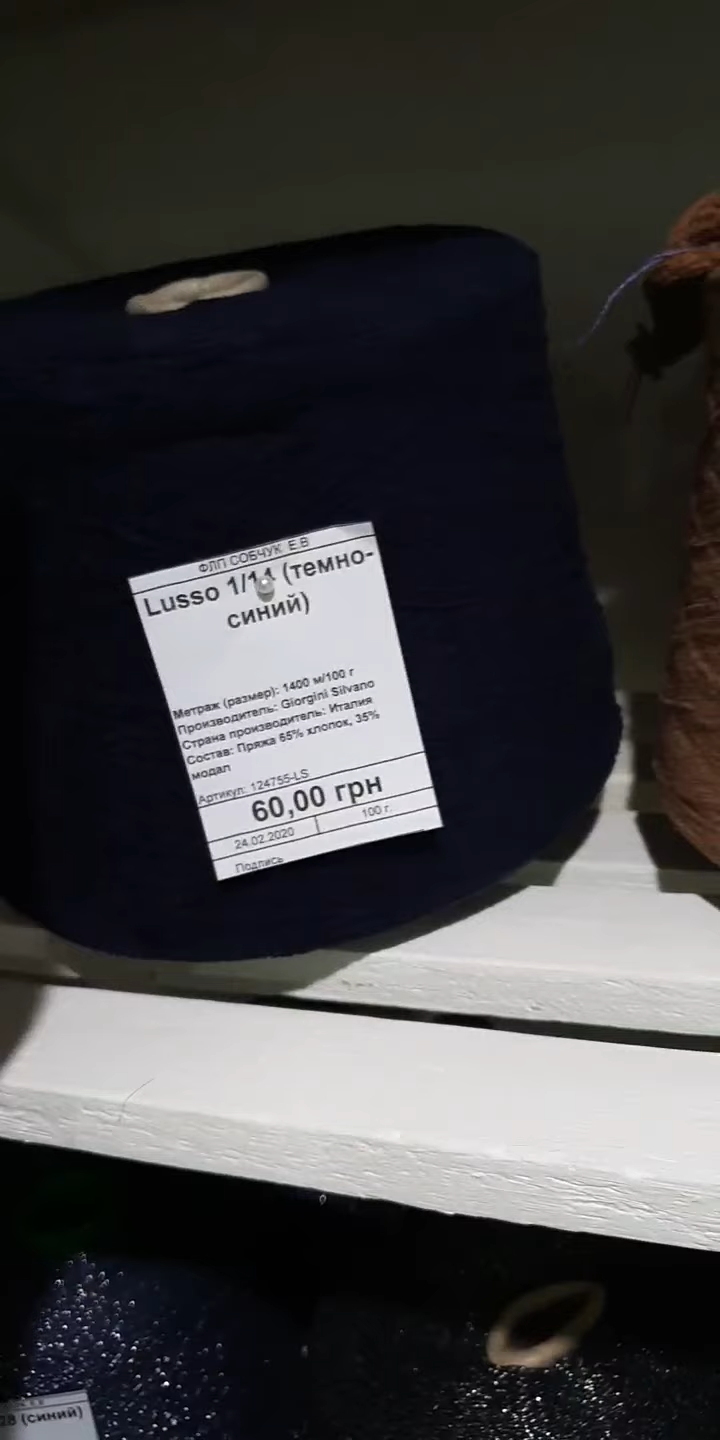 ФЛП СОБЧУК Е.В
Lusso 1/14 (темно-
синий)
Метраж (размер): 1400 м/100 г
Производитель: Giorgini Silvano
Страна производитель: Италия
Состав: Пряжа 65% хлопок, 35%
модал
Артикул: 124755-LS
60,00 грн
24.02.2020 100 г.
Подпись
28 (синий)